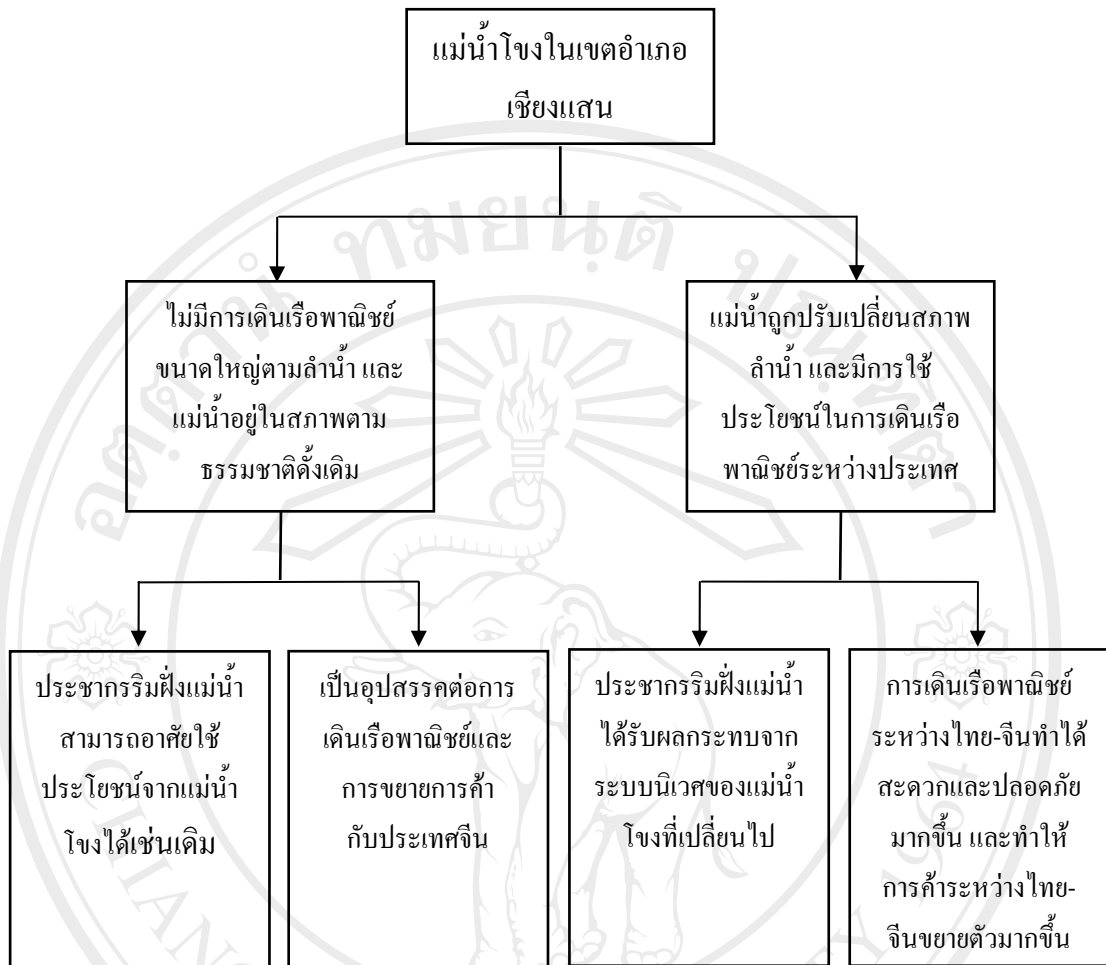 แม่น้ำโขงในเขตอำเภอ
เชียงแสน
ไม่มีการเดินเรือพาณิชย์
ขนาดใหญ่ตามลำน้ำ และ
แม่น้ำอยู่ในสภาพตาม
ธรรมชาติดั้งเดิม
แม่น้ำถูกปรับเปลี่ยนสภาพ
ลำน้ำ และมีการใช้
ประโยชน์ในการเดินเรือ
พาณิชย์ระหว่างประเทศ
ประชากรริมฝั่งแม่น้ำ
สามารถอาศัยใช้
ประโยชน์จากแม่น้ำ
โขงได้เช่นเดิม
เป็นอุปสรรคต่อการ
เดินเรือพาณิชย์และ
การขยายการค้า
กับประเทศจีน
ประชากรริมฝั่งแม่น้ำ
ได้รับผลกระทบจาก
ระบบนิเวศของแม่น้ำ
โขงที่เปลี่ยนไป
การเดินเรือพาณิชย์
ระหว่างไทย-จีนทำได้
สะดวกและปลอดภัย
มากขึ้น และทำให้
การค้าระหว่างไทย-
จีนขยายตัวมากขึ้น